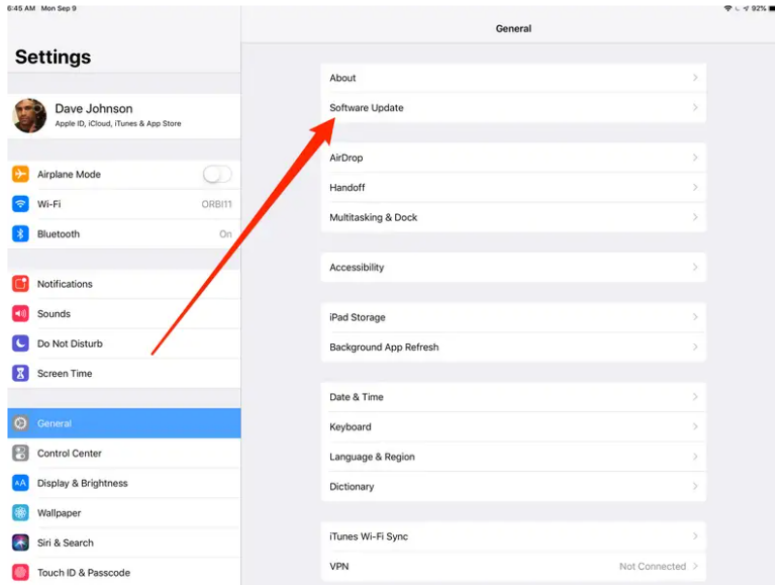 6:45 AM Mon Sep 9
92%
Settings
Dave Johnson
Apple ID, iCloud, iTunes & App Store
Airplane Mode
Wi-Fi
ORBI11
Bluetooth
On
Notifications
Sounds
Do Not Disturb
Screen Time
General
Control Center
AA
Display & Brightness
Wallpaper
Siri & Search
Touch ID & Passcode
General
About
Software Update
AirDrop
Handoff
Multitasking & Dock
Accessibility
iPad Storage
Background App Refresh
Date & Time
Keyboard
Language & Region
Dictionary
iTunes Wi-Fi Sync
VPN
Not Connected